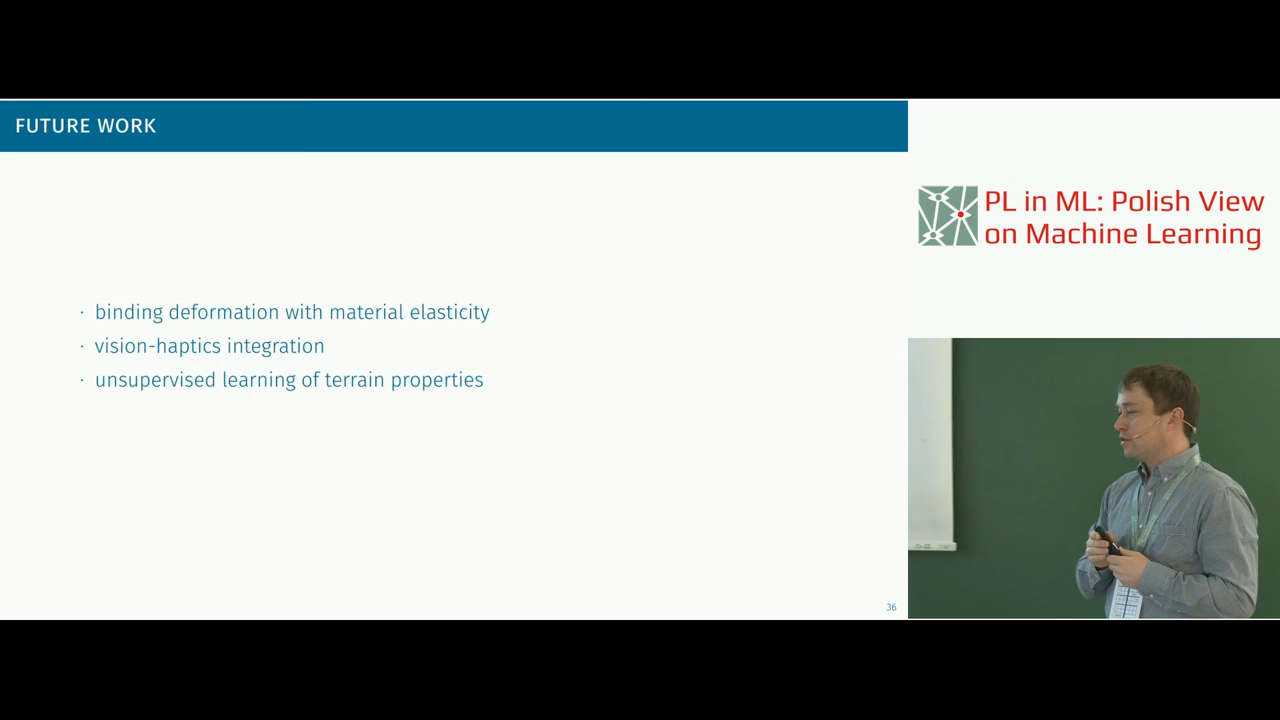 FUTURE WORK
· binding deformation with material elasticity
· vision-haptics integration
· unsupervised learning of terrain properties
36
PL in ML: Polish View
on Machine Learning